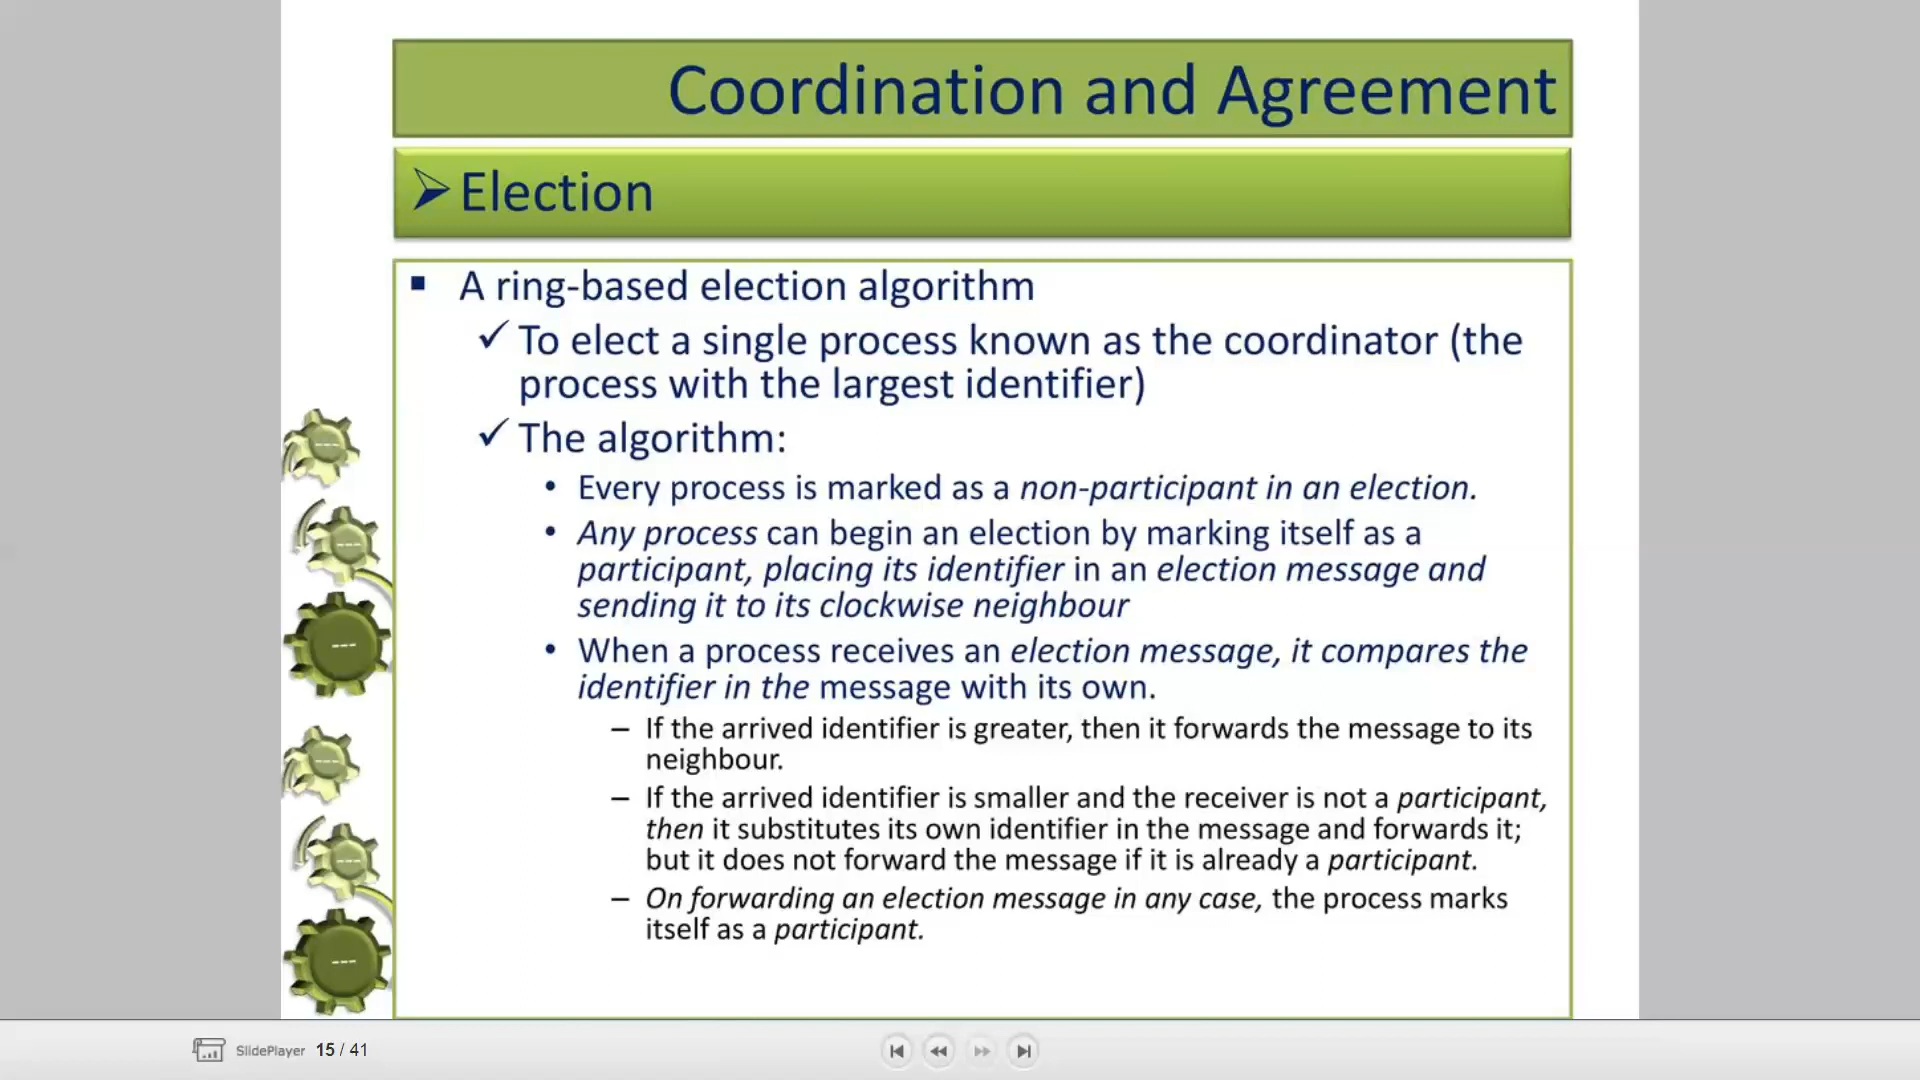 Coordination and Agreement
➢Election
▪ A ring-based election algorithm
✓ To elect a single process known as the coordinator (the
process with the largest identifier)
✓ The algorithm:
• Every process is marked as a non-participant in an election.
• Any process can begin an election by marking itself as a
participant, placing its identifier in an election message and
sending it to its clockwise neighbour
• When a process receives an election message, it compares the
identifier in the message with its own.
– If the arrived identifier is greater, then it forwards the message to its
neighbour.
– If the arrived identifier is smaller and the receiver is not a participant,
then it substitutes its own identifier in the message and forwards it;
but it does not forward the message if it is already a participant.
– On forwarding an election message in any case, the process marks
itself as a participant.
---
---
---
---
---
---
SlidePlayer 15 / 41